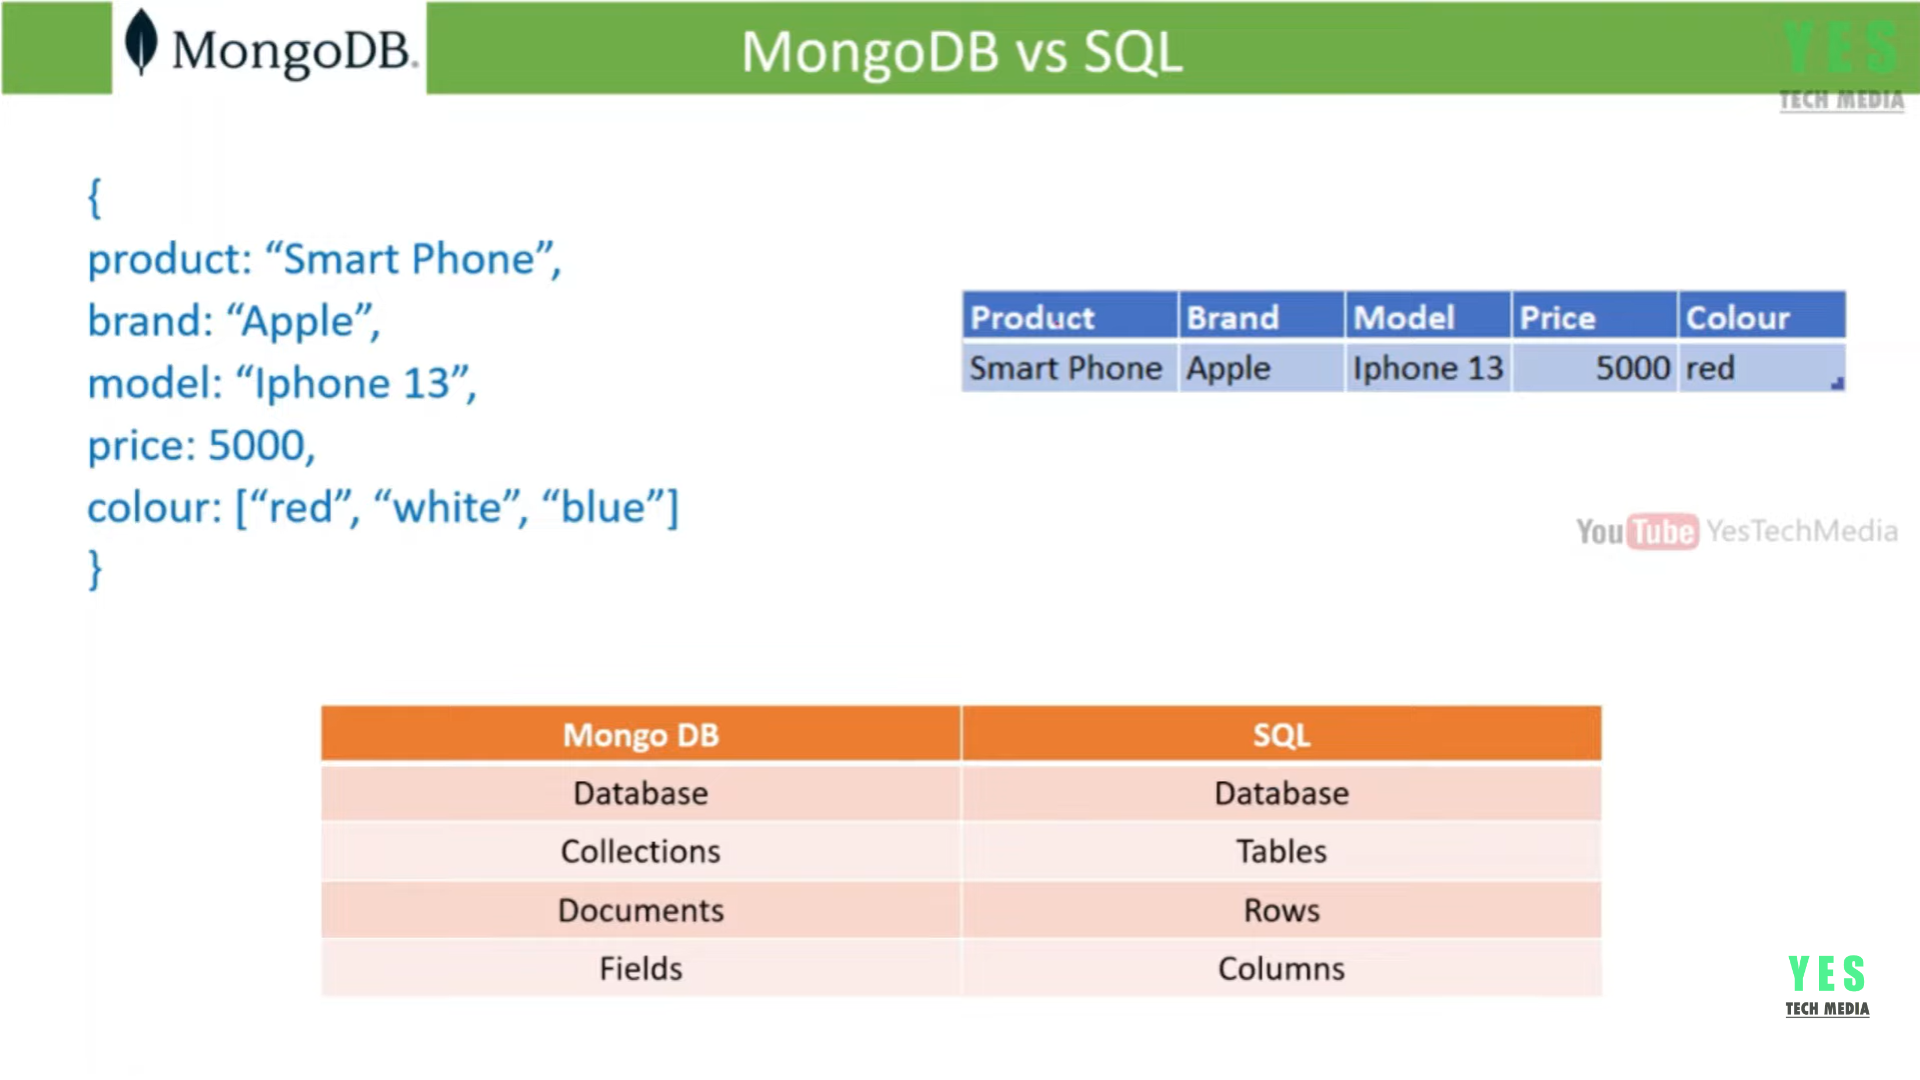 MongoDB.
MongoDB vs SQL
YES
TECH MEDIA
{
product: “Smart Phone”,
brand: “Apple”,
model: “Iphone 13”,
price: 5000,
colour: [“red”, “white”, “blue”]
}
Product Brand Model Price Colour
Smart Phone Apple Iphone 13 5000 red
YouTube YesTechMedia
Mongo DB SQL
Database Database
Collections Tables
Documents Rows
Fields Columns
YES
TECH MEDIA